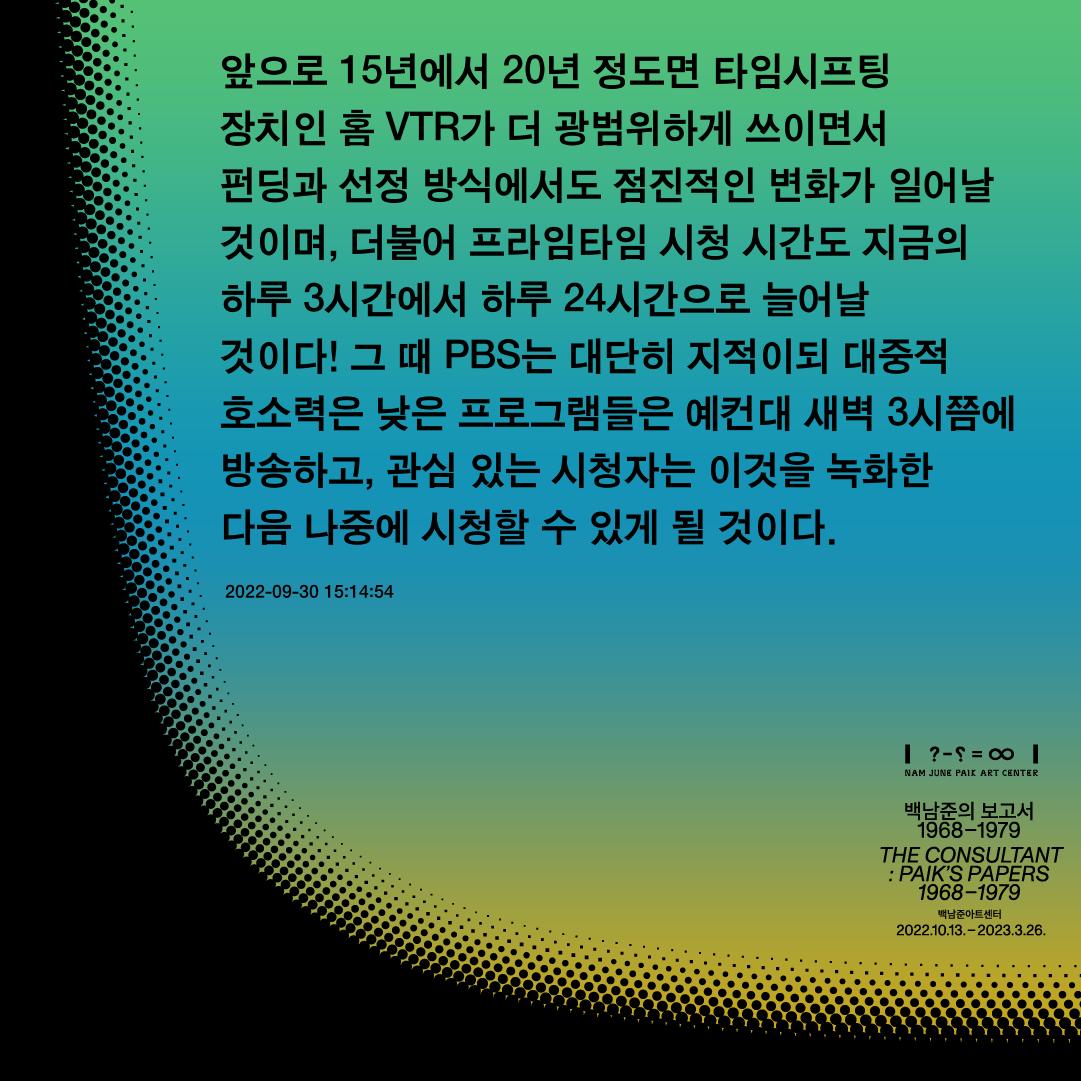 앞으로 15년에서 20년 정도면 타임시프팅
장치인 홈 VTR가 더 광범위하게 쓰이면서
펀딩과 선정 방식에서도 점진적인 변화가 일어날
것이며, 더불어 프라임타임 시청 시간도 지금의
하루 3시간에서 하루 24시간으로 늘어날
것이다! 그 때 PBS는 대단히 지적이되 대중적
호소력은 낮은 프로그램들은 예컨대 새벽 3시쯤에
방송하고, 관심 있는 시청자는 이것을 녹화한
다음 나중에 시청할 수 있게 될 것이다.
2022-09-30 15:14:54
?-؟=∞
NAM JUNE PAIK ART CENTER
백남준의 보고서
1968–1979
THE CONSULTANT
: PAIK'S PAPERS
1968–1979
백남준아트센터
2022.10.13.–2023.3.26.